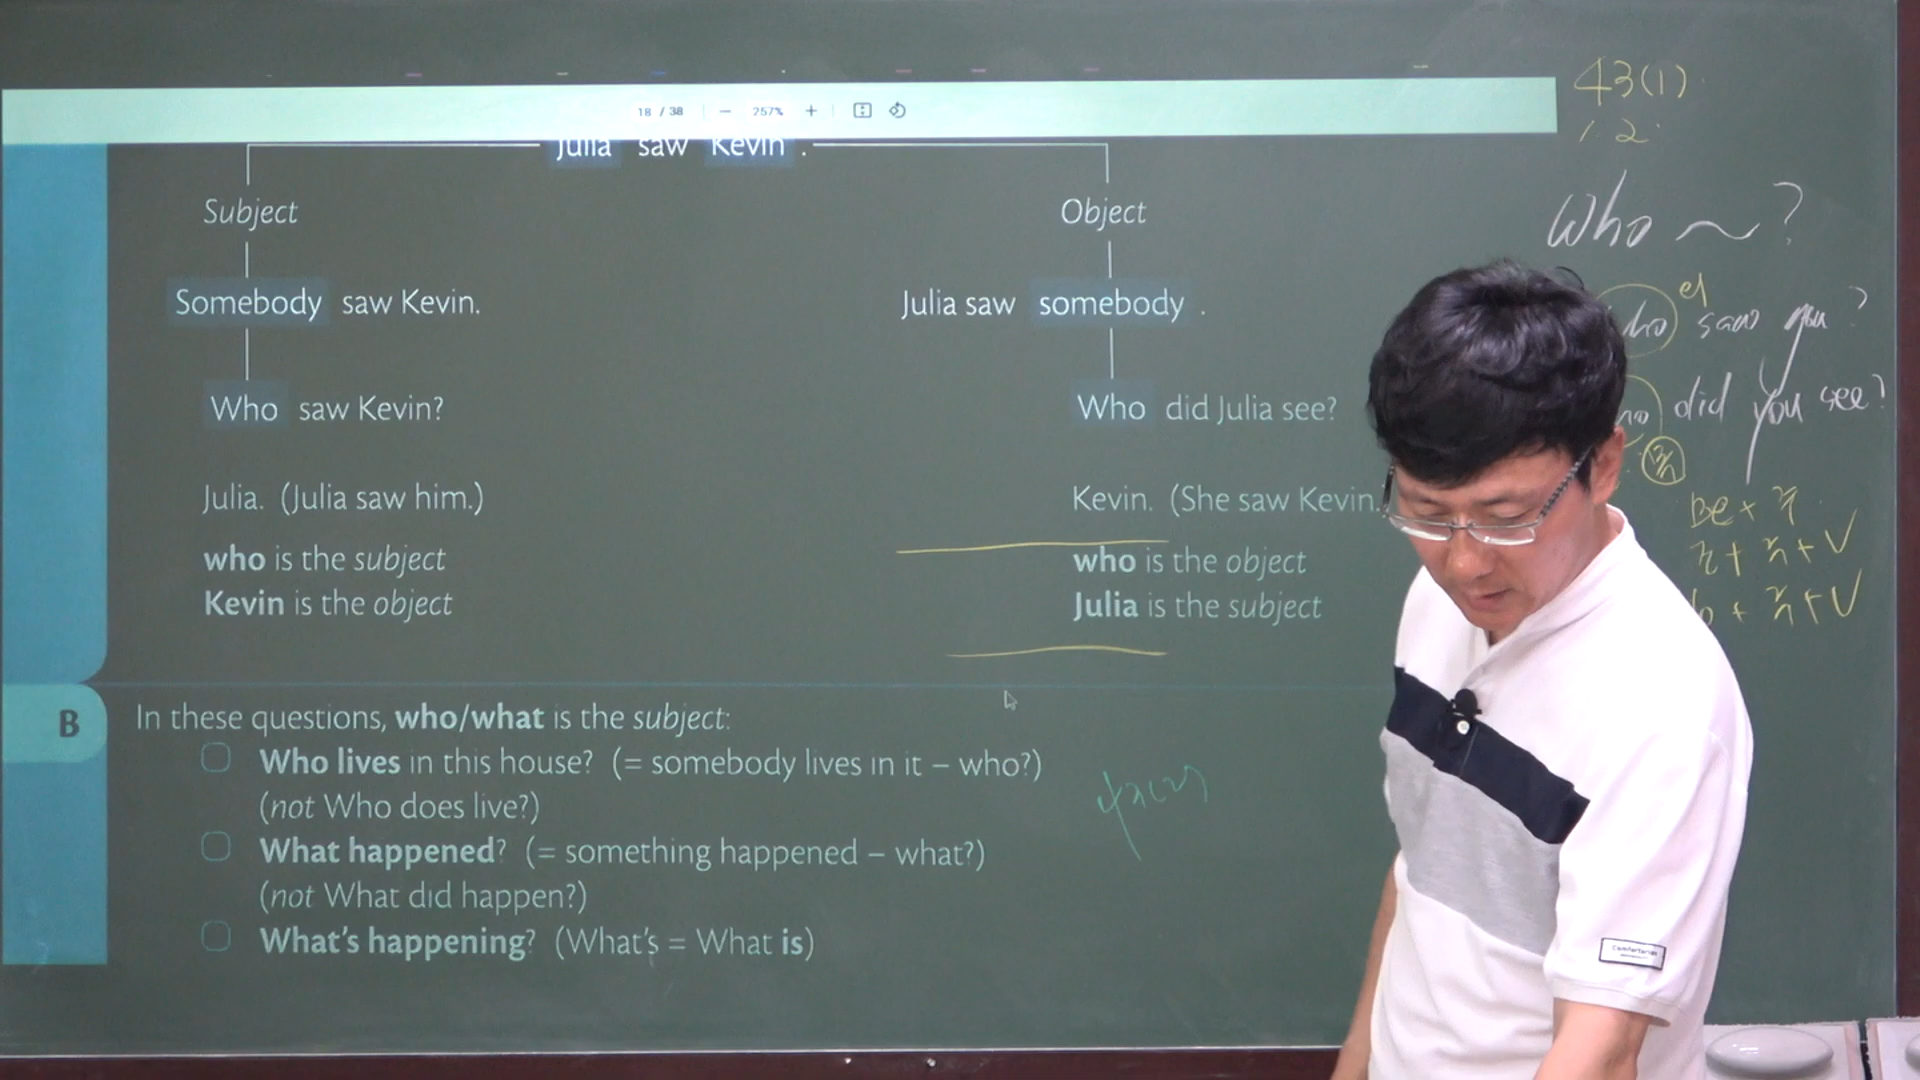 18 / 38 − 257% +
Julia saw Kevin .
Subject
Object
Somebody saw Kevin.
Julia saw somebody .
Who saw Kevin?
Who did Julia see?
Julia. (Julia saw him.)
Kevin. (She saw Kevin.
who is the subject
who is the object
Kevin is the object
Julia is the subject
B In these questions, who/what is the subject:
Who lives in this house? (= somebody lives in it – who?)
(not Who does live?)
What happened? (= something happened – what?)
(not What did happen?)
What's happening? (What's = What is)
43(1)
2
Who ~ ?
saw you?
did you see?
Be +
+ V
+ V